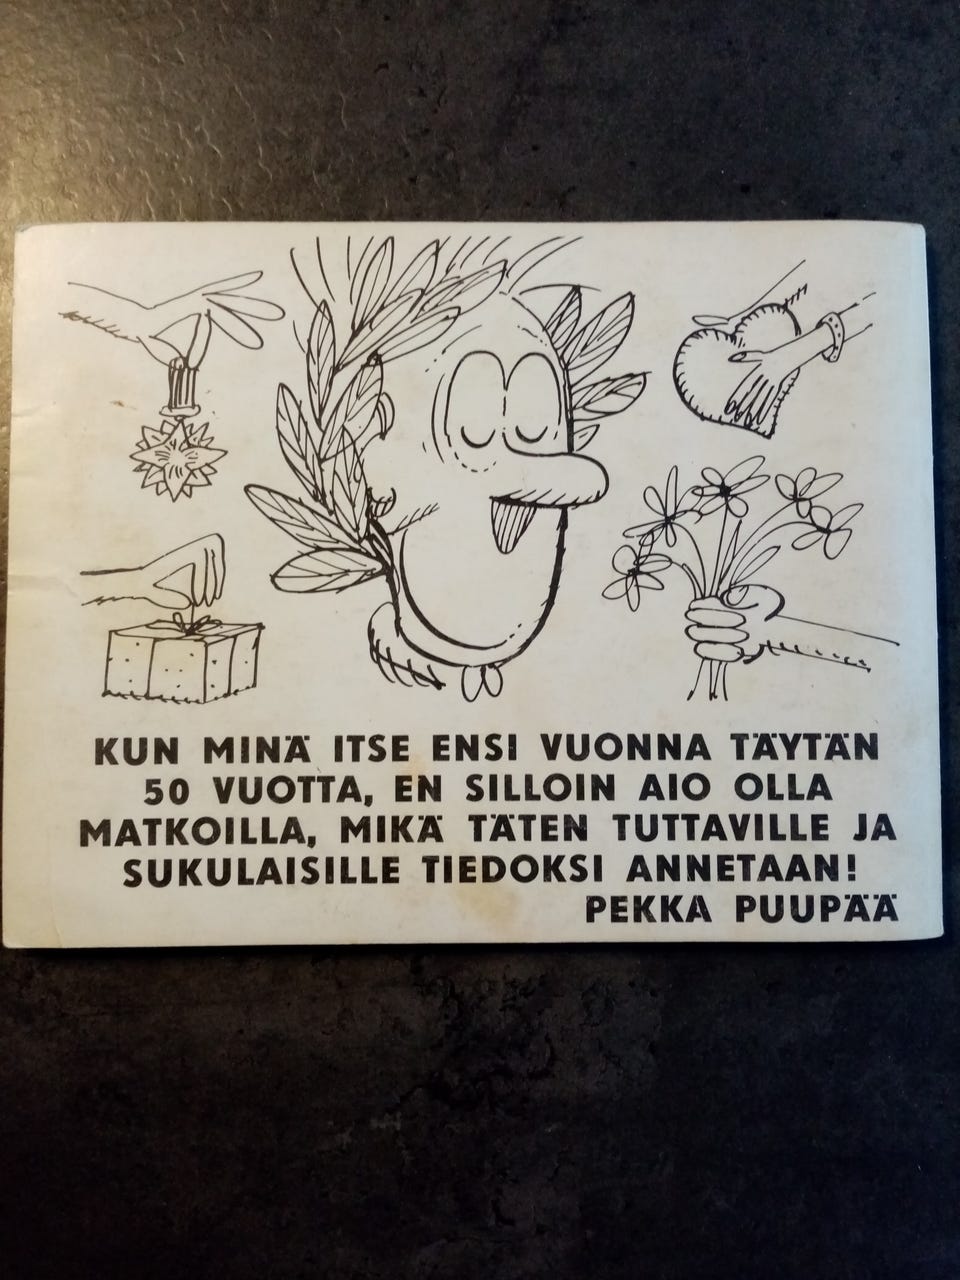 KUN MINÄ ITSE ENSI VUONNA TÄYTÄN
50 VUOTTA, EN SILLOIN AIO OLLA
MATKOILLA, MIKÄ TÄTEN TUTTAVILLE JA
SUKULAISILLE TIEDOKSI ANNETAAN!
PEKKA PUUPÄÄ